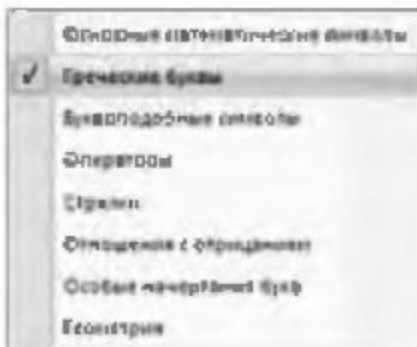 Основные математические символы
Греческие буквы
Буквоподобные символы
Операторы
Стрелки
Отношения с отрицанием
Особые начертания букв
Геометрия